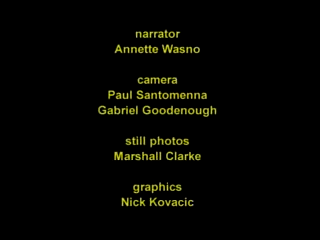 narrator
Annette Wasno
camera
Paul Santomenna
Gabriel Goodenough
still photos
Marshall Clarke
graphics
Nick Kovacic